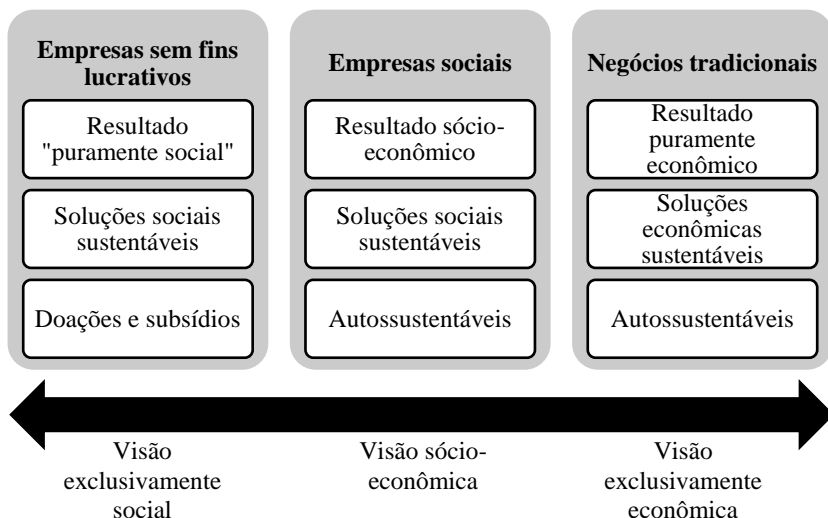 Empresas sem fins
lucrativos
Resultado
"puramente social"
Soluções sociais
sustentáveis
Doações e subsídios
Empresas sociais
Resultado sócio-
econômico
Soluções sociais
sustentáveis
Autossustentáveis
Negócios tradicionais
Resultado
puramente
econômico
Soluções
econômicas
sustentáveis
Autossustentáveis
Visão
exclusivamente
social
Visão sócio-
econômica
Visão
exclusivamente
econômica